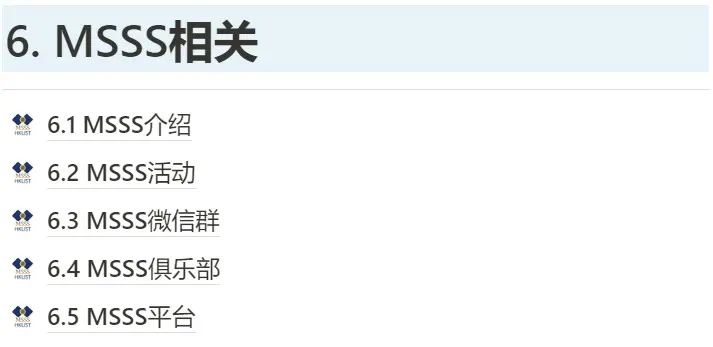 6. MSSS相关
MSSS
HKUST
6.1 MSSS介绍
MSSS
HKUST
6.2 MSSS活动
MSSS
HKUST
6.3 MSSS微信群
MSSS
HKUST
6.4 MSSS俱乐部
MSSS
HKUST
6.5 MSSS平台